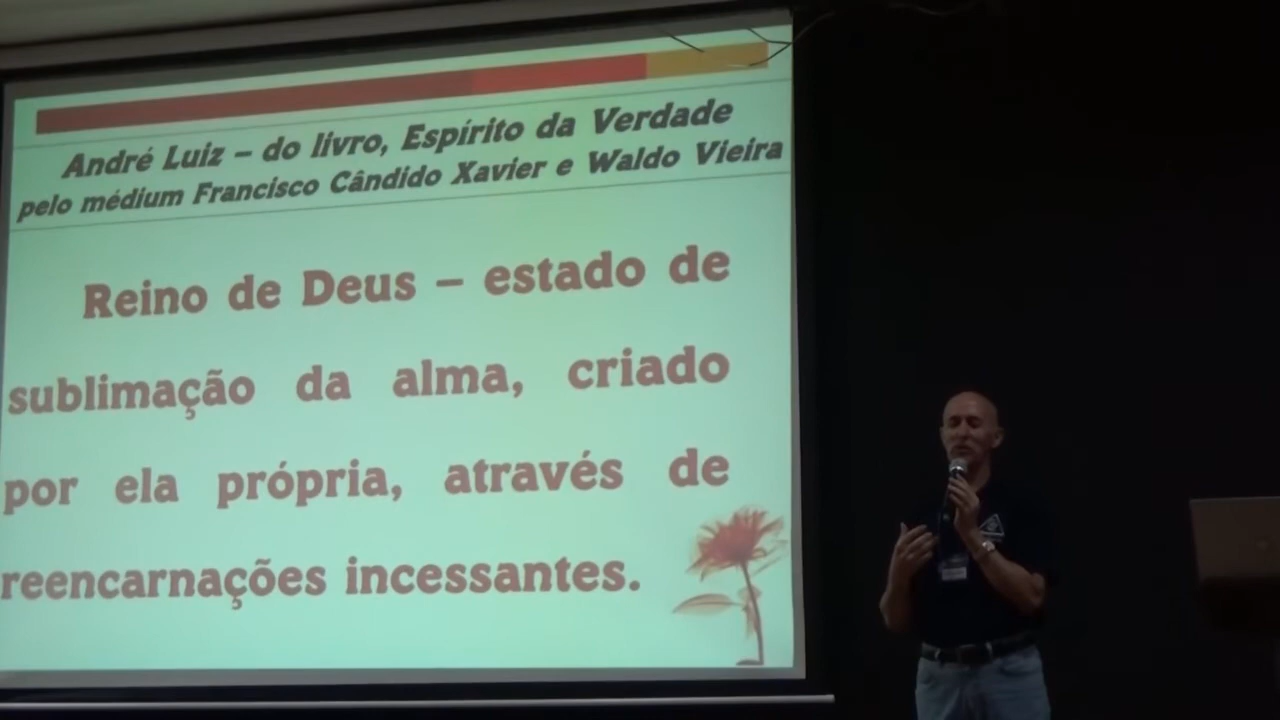 André Luiz – do livro, Espírito da Verdade
pelo médium Francisco Cândido Xavier e Waldo Vieira
Reino de Deus – estado de
sublimação da alma, criado
por ela própria, através de
reencarnações incessantes.